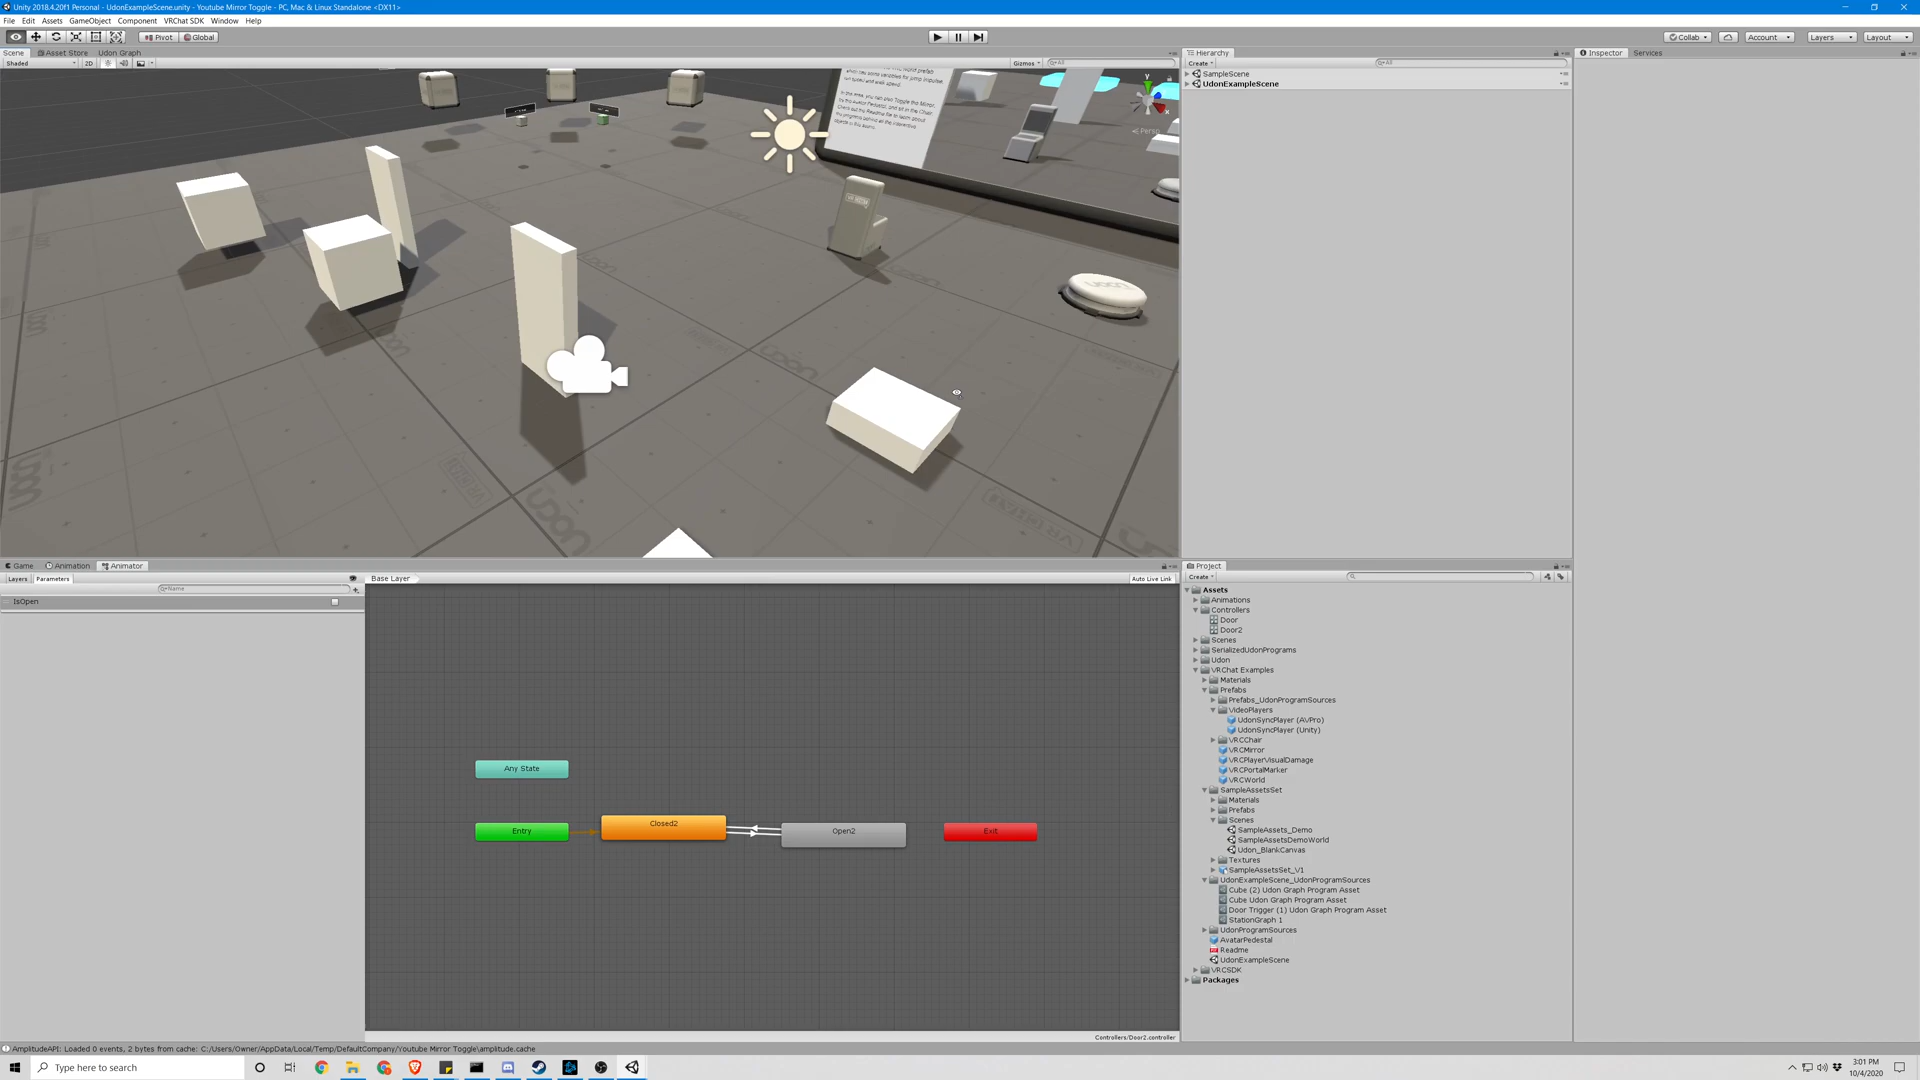 Unity 2018.4.20f1 Personal - UdonExampleScene.unity - Youtube Mirror Toggle - PC, Mac & Linux Standalone <DX11>
File Edit Assets GameObject Component VRChat SDK Window Help
Pivot Global Collab Account Layers Layout
Scene Asset Store Udon Graph
Shaded 2D Gizmos All
Persp
y
x
udon
udon
udon
Hierarchy
Create All
SampleScene
UdonExampleScene
Inspector Services
Game Animation Animator
Layers Parameters Base Layer Auto Live Link
Name
IsOpen
Any State
Entry
Closed2
Open2
Exit
Controllers/Door2.controller
Project
Create
Assets
Animations
Controllers
Door
Door2
Scenes
SerializedUdonPrograms
Udon
VRChat Examples
Materials
Prefabs
Prefabs_UdonProgramSources
VideoPlayers
UdonSyncPlayer (AVPro)
UdonSyncPlayer (Unity)
VRCChair
VRCMirror
VRCPlayerVisualDamage
VRCPortalMarker
VRCWorld
SampleAssetsSet
Materials
Prefabs
Scenes
SampleAssets_Demo
SampleAssetsDemoWorld
Udon_BlankCanvas
Textures
SampleAssetsSet_V1
UdonExampleScene_UdonProgramSources
Cube (2) Udon Graph Program Asset
Cube Udon Graph Program Asset
Door Trigger (1) Udon Graph Program Asset
StationGraph 1
UdonProgramSources
AvatarPedestal
Readme
UdonExampleScene
VRCSDK
Packages
AmplitudeAPI: Loaded 0 events, 2 bytes from cache: C:/Users/Owner/AppData/Local/Temp/DefaultCompany/Youtube Mirror Toggle\amplitude.cache
Type here to search
3:01 PM
10/4/2020